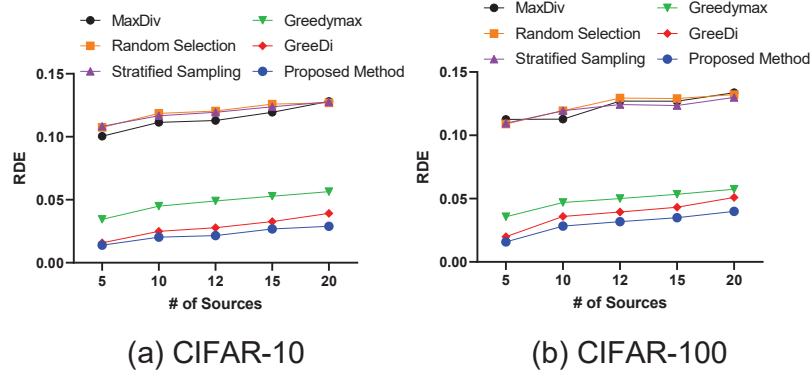 MaxDiv
Greedymax
Random Selection
GreeDi
Stratified Sampling
Proposed Method
0.15
0.10
0.05
0.00
RDE
5 10 12 15 20
# of Sources
(a) CIFAR-10
MaxDiv
Greedymax
Random Selection
GreeDi
Stratified Sampling
Proposed Method
0.15
0.10
0.05
0.00
RDE
5 10 12 15 20
# of Sources
(b) CIFAR-100